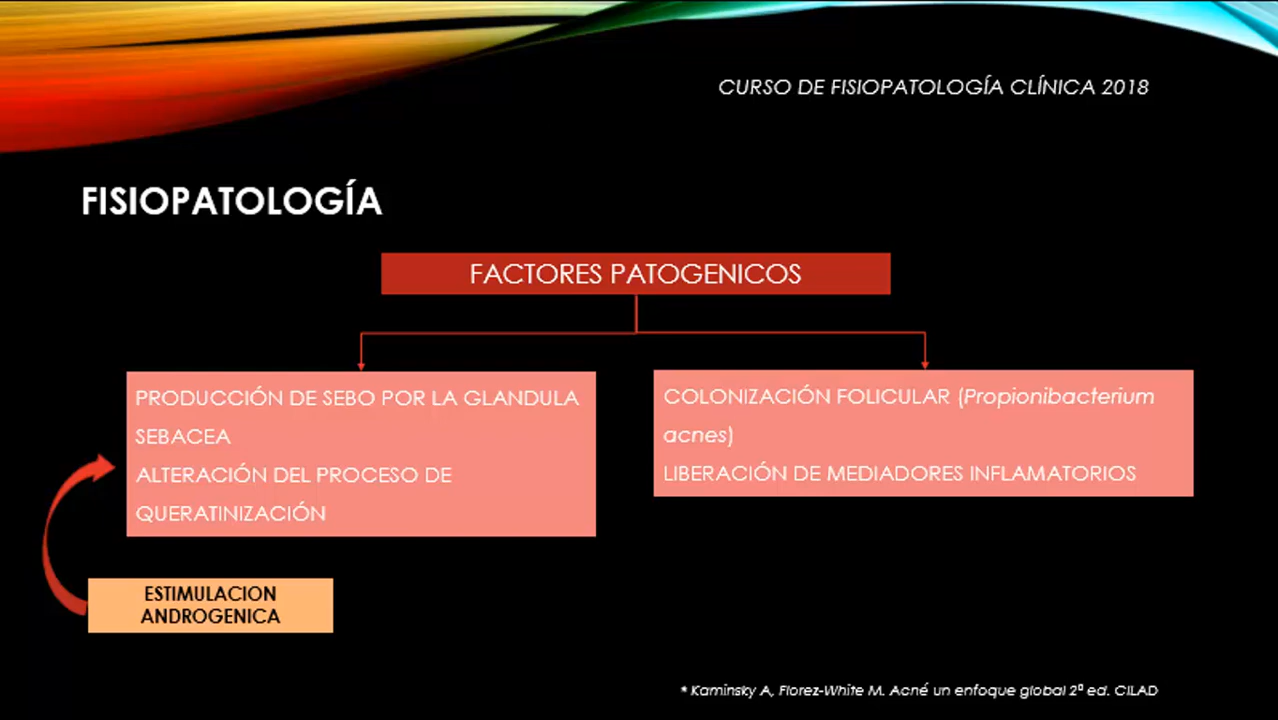 CURSO DE FISIOPATOLOGÍA CLÍNICA 2018
FISIOPATOLOGÍA
FACTORES PATOGENICOS
PRODUCCIÓN DE SEBO POR LA GLANDULA
SEBACEA
ALTERACIÓN DEL PROCESO DE
QUERATINIZACIÓN
COLONIZACIÓN FOLICULAR (Propionibacterium
acnes)
LIBERACIÓN DE MEDIADORES INFLAMATORIOS
ESTIMULACION
ANDROGENICA
* Kaminsky A, Florez-White M. Acné un enfoque global 2ª ed. CILAD